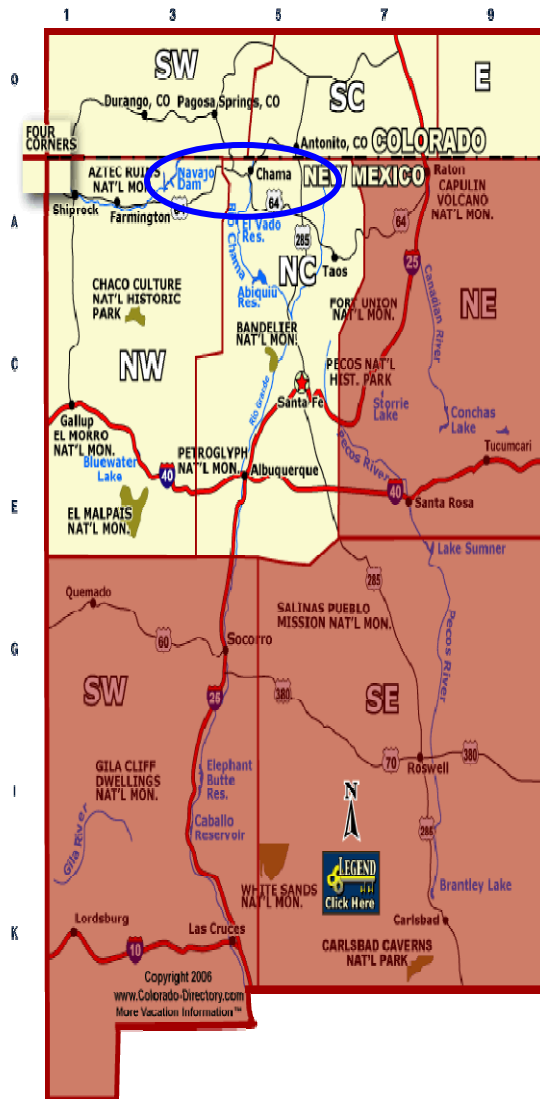 1 3 5 7 9
O
SW
E
SC
Durango, CO Pagosa Springs, CO
FOUR
CORNERS
Antonito, CO COLORADO
AZTEC RUINS
NAT'L MON.
Navajo
Dam
Chama
NEW MEXICO
Raton
CAPULIN
VOLCANO
NAT'L MON.
Shiprock
Farmington
64
64
64
A
El Vado
Res.
Rio Chama
285
NC
Taos
25
Canadian River
NE
CHACO CULTURE
NAT'L HISTORIC
PARK
Abiquiu
Res.
FORT UNION
NAT'L MON.
BANDELIER
NAT'L MON.
C
NW
PECOS NAT'L
HIST. PARK
Rio Grande
Santa Fe
Storrie
Lake
Conchas
Lake
Gallup
EL MORRO
NAT'L MON.
Bluewater
Lake
PETROGLYPH
NAT'L MON.
Albuquerque
Pecos River
Tucumcari
40
40
Santa Rosa
E
EL MALPAIS
NAT'L MON.
Lake Sumner
285
Quemado
SALINAS PUEBLO
MISSION NAT'L MON.
Pecos River
G
60
Socorro
SW
25
380
SE
70
380
Roswell
GILA CLIFF
DWELLINGS
NAT'L MON.
Elephant
Butte
Res.
I
N
Gila River
Caballo
Reservoir
285
LEGEND
Click Here
WHITE SANDS
NAT'L MON.
Brantley Lake
K
Lordsburg
Las Cruces
Carlsbad
10
CARLSBAD CAVERNS
NAT'L PARK
Copyright 2006
www.Colorado-Directory.com
More Vacation Information™